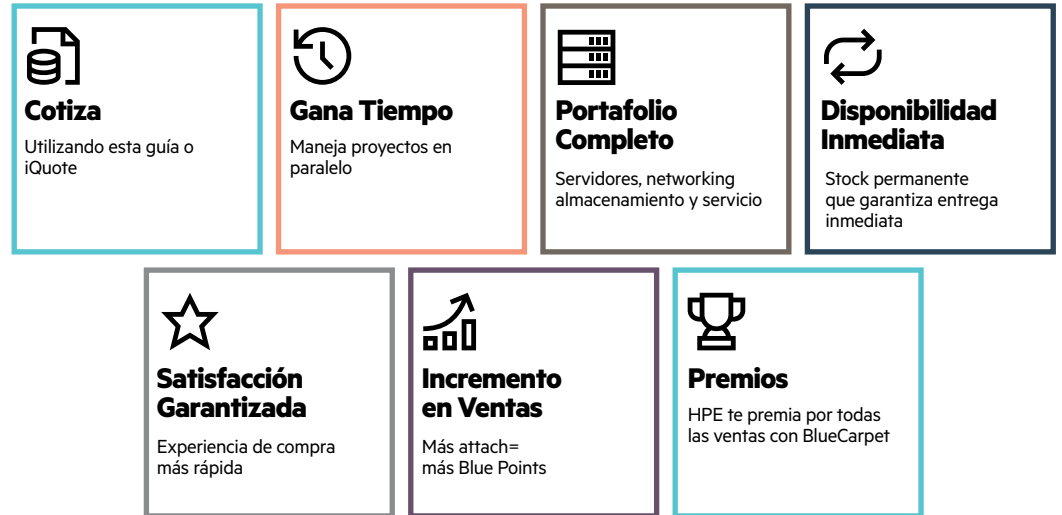 Cotiza
Utilizando esta guía o
iQuote
Gana Tiempo
Maneja proyectos en
paralelo
Portafolio
Completo
Servidores, networking
almacenamiento y servicio
Disponibilidad
Inmediata
Stock permanente
que garantiza entrega
inmediata
Satisfacción
Garantizada
Experiencia de compra
más rápida
Incremento
en Ventas
Más attach=
más Blue Points
Premios
HPE te premia por todas
las ventas con BlueCarpet